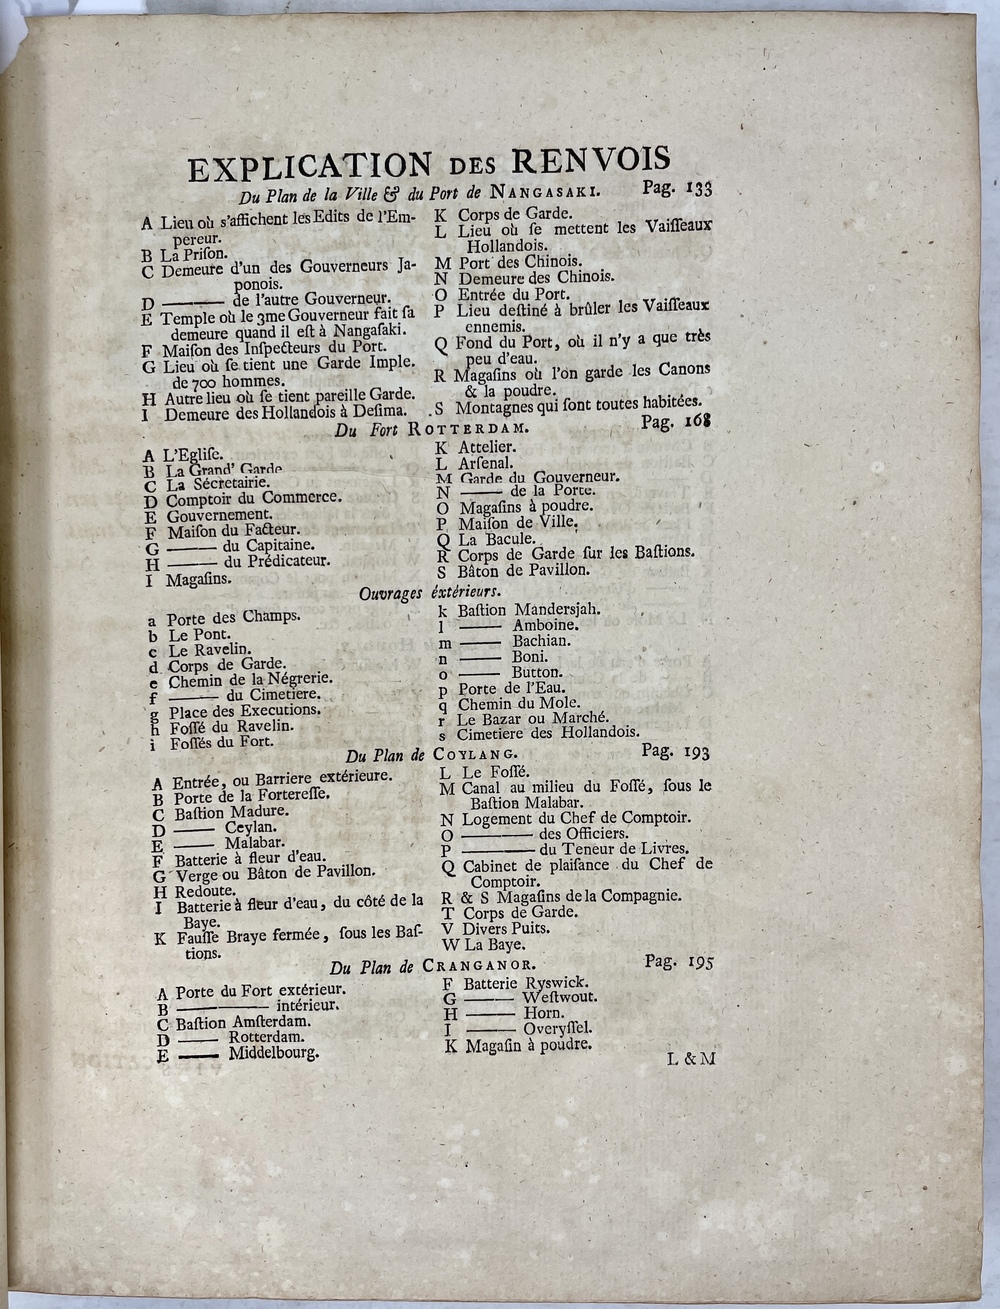 EXPLICATION DES RENVOIS
Du Plan de la Ville & du Port de NANGASAKI. Pag. 133
A Lieu où s'affichent les Edits de l'Em-
pereur.
B La Priſon.
C Demeure d'un des Gouverneurs Ja-
ponois.
D ——— de l'autre Gouverneur.
E Temple où le 3me Gouverneur fait ſa
demeure quand il eſt à Nangaſaki.
F Maiſon des Inſpecteurs du Port.
G Lieu où ſe tient une Garde Imple.
de 700 hommes.
H Autre lieu où ſe tient pareille Garde.
I Demeure des Hollandois à Deſima.
K Corps de Garde.
L Lieu où ſe mettent les Vaiſſeaux
Hollandois.
M Port des Chinois.
N Demeure des Chinois.
O Entrée du Port.
P Lieu deſtiné à brûler les Vaiſſeaux
ennemis.
Q Fond du Port, où il n'y a que très
peu d'eau.
R Magaſins où l'on garde les Canons
& la poudre.
S Montagnes qui ſont toutes habitées.
Du Fort ROTTERDAM. Pag. 168
A L'Egliſe.
B La Grand' Garde
C La Sécretairie.
D Comptoir du Commerce.
E Gouvernement.
F Maiſon du Facteur.
G ——— du Capitaine.
H ——— du Prédicateur.
I Magaſins.
K Attelier.
L Arſenal.
M Garde du Gouverneur.
N ——— de la Porte.
O Magaſins à poudre.
P Maiſon de Ville.
Q La Bacule.
R Corps de Garde ſur les Baſtions.
S Bâton de Pavillon.
Ouvrages éxtérieurs.
a Porte des Champs.
b Le Pont.
c Le Ravelin.
d Corps de Garde.
e Chemin de la Négrerie.
f ——— du Cimetiere.
g Place des Executions.
h Foſſé du Ravelin.
i Foſſés du Fort.
k Baſtion Mandersjah.
l ——— Amboine.
m ——— Bachian.
n ——— Boni.
o ——— Button.
p Porte de l'Eau.
q Chemin du Mole.
r Le Bazar ou Marché.
s Cimetiere des Hollandois.
Du Plan de COYLANG. Pag. 193
A Entrée, ou Barriere extérieure.
B Porte de la Fortereſſe.
C Baſtion Madure.
D ——— Ceylan.
E ——— Malabar.
F Batterie à fleur d'eau.
G Verge ou Bâton de Pavillon.
H Redoute.
I Batterie à fleur d'eau, du côté de la
Baye.
K Fauſſe Braye fermée, ſous les Baſ-
tions.
L Le Foſſé.
M Canal au milieu du Foſſé, ſous le
Baſtion Malabar.
N Logement du Chef de Comptoir.
O ——— des Officiers.
P ——— du Teneur de Livres.
Q Cabinet de plaiſance du Chef de
Comptoir.
R & S Magaſins de la Compagnie.
T Corps de Garde.
V Divers Puits.
W La Baye.
Du Plan de CRANGANOR. Pag. 195
A Porte du Fort extérieur.
B ——— intérieur.
C Baſtion Amſterdam.
D ——— Rotterdam.
E ——— Middelbourg.
F Batterie Ryswick.
G ——— Weſtwout.
H ——— Horn.
I ——— Overyſſel.
K Magaſin à poudre.
L & M